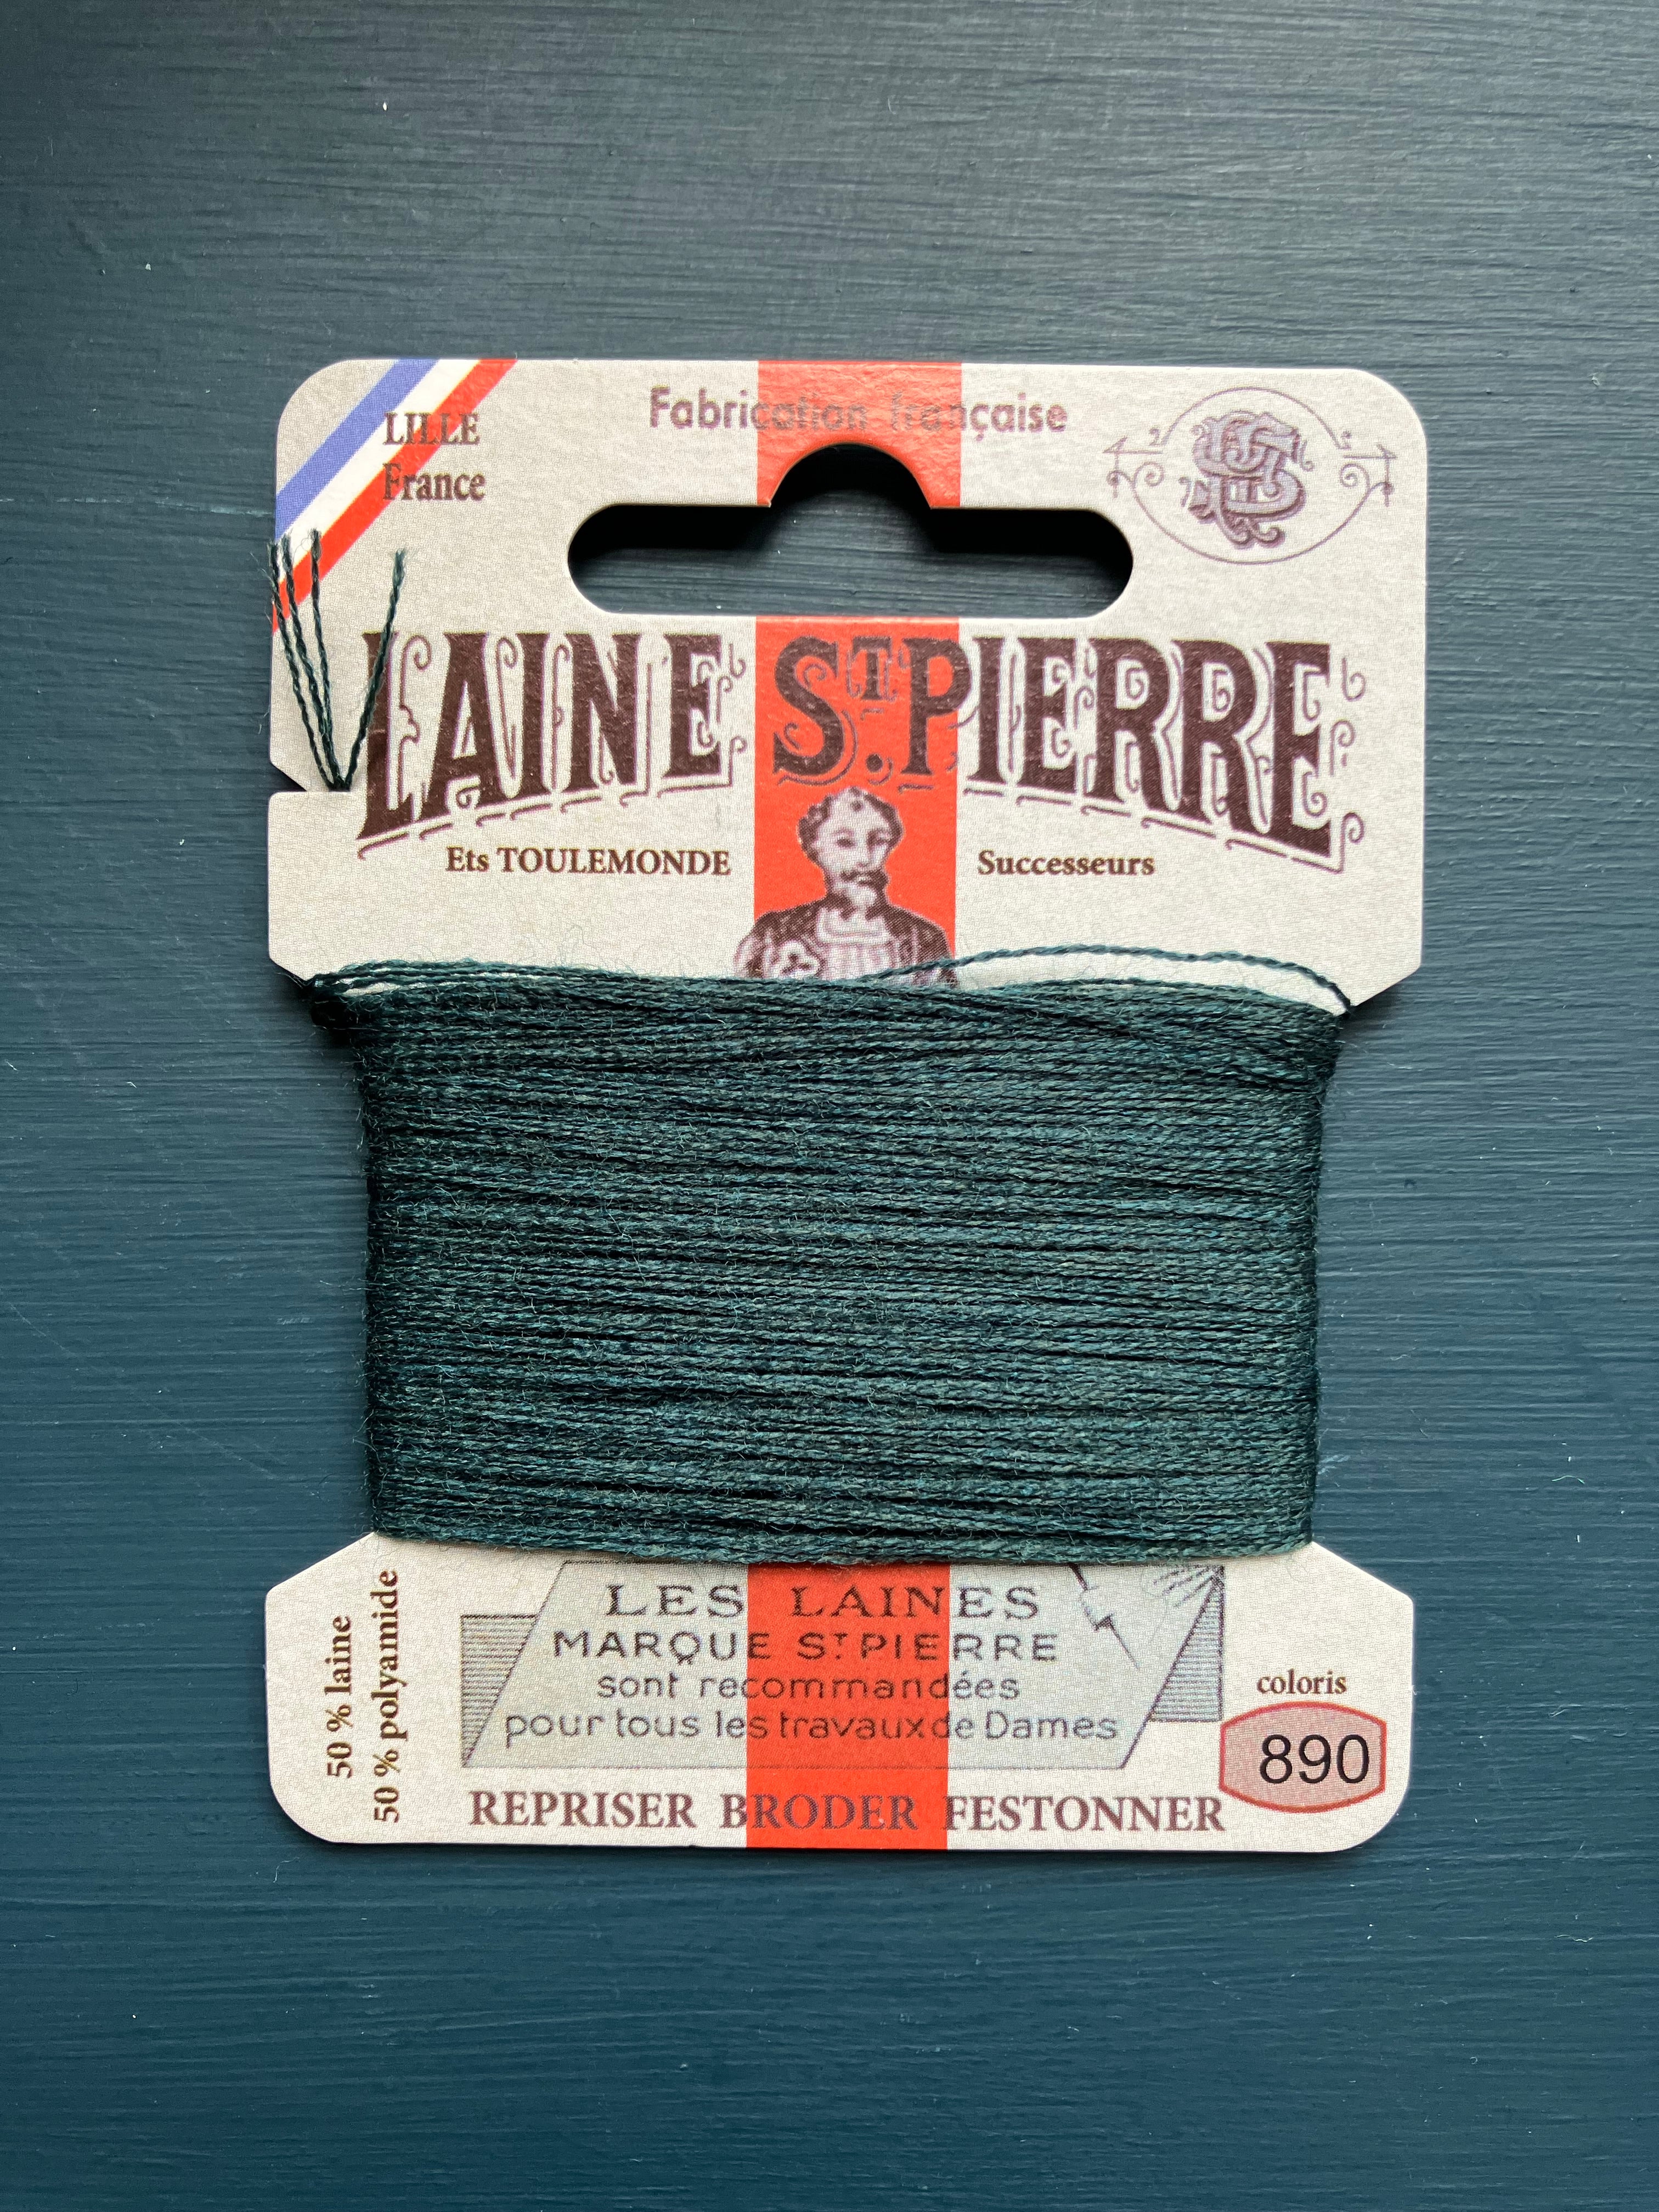 Fabrication française
LILLE
France
LAINE ST. PIERRE
Ets TOULEMONDE
Successeurs
50 % laine
50 % polyamide
LES LAINES
MARQUE ST PIERRE
sont recommandées
pour tous les travaux de Dames
coloris
890
REPRISER BRODER FESTONNER